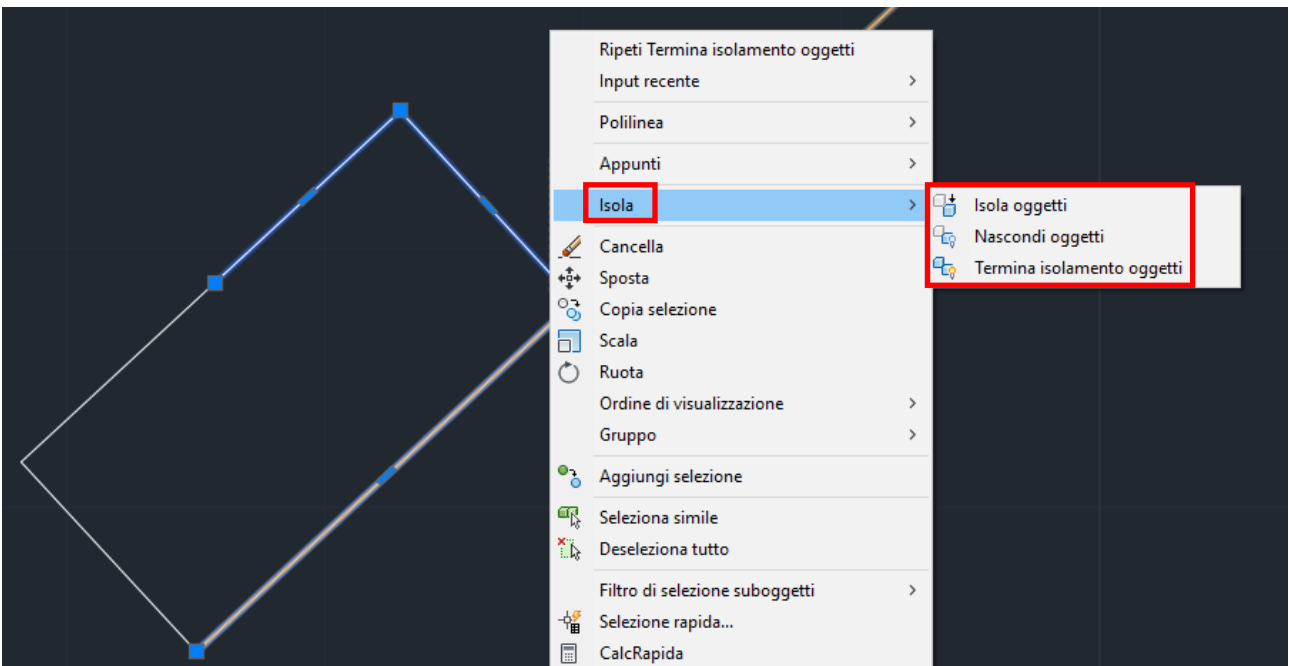 Ripeti Termina isolamento oggetti
Input recente
Polilinea
Appunti
Isola
Isola oggetti
Nascondi oggetti
Termina isolamento oggetti
Cancella
Sposta
Copia selezione
Scala
Ruota
Ordine di visualizzazione
Gruppo
Aggiungi selezione
Seleziona simile
Deseleziona tutto
Filtro di selezione suboggetti
Selezione rapida...
CalcRapida